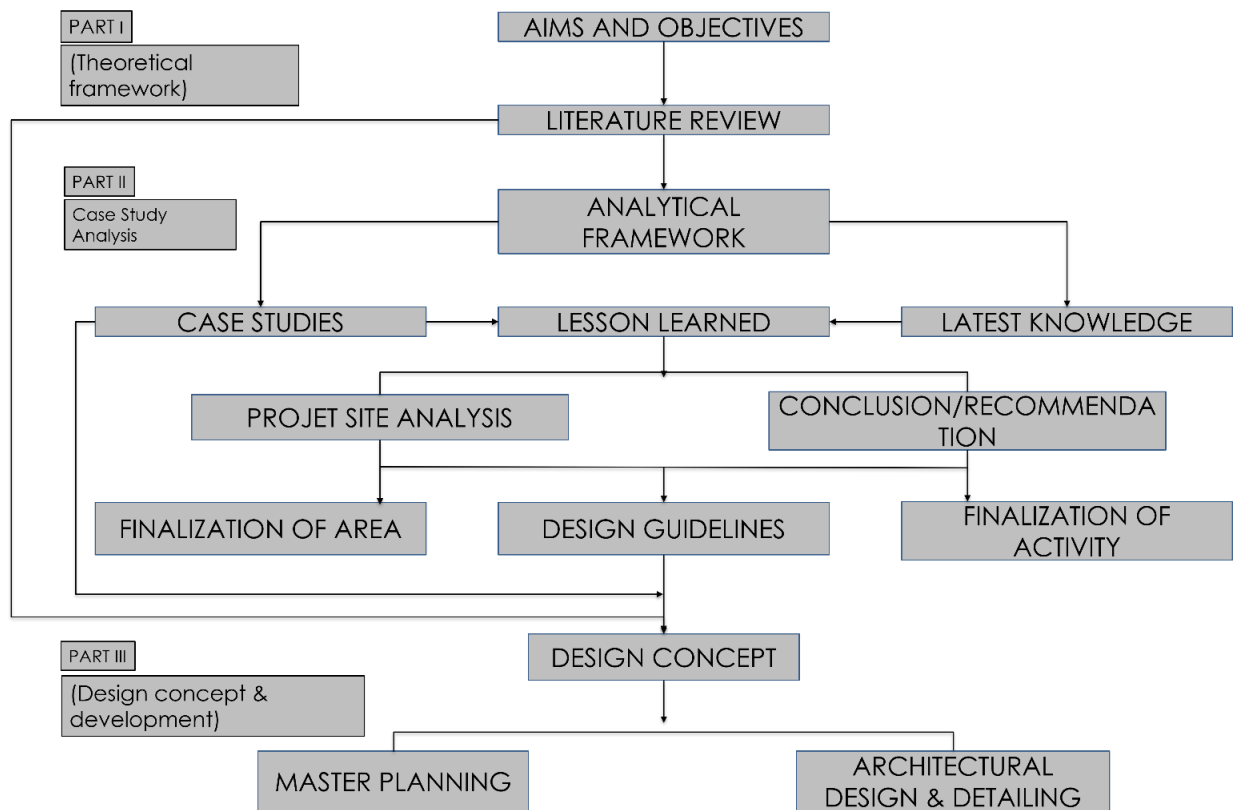 PART I
AIMS AND OBJECTIVES
(Theoretical
framework)
LITERATURE REVIEW
PART II
Case Study
Analysis
ANALYTICAL
FRAMEWORK
CASE STUDIES
LESSON LEARNED
LATEST KNOWLEDGE
PROJET SITE ANALYSIS
CONCLUSION/RECOMMENDA
TION
FINALIZATION OF AREA
DESIGN GUIDELINES
FINALIZATION OF
ACTIVITY
PART III
(Design concept &
development)
DESIGN CONCEPT
MASTER PLANNING
ARCHITECTURAL
DESIGN & DETAILING